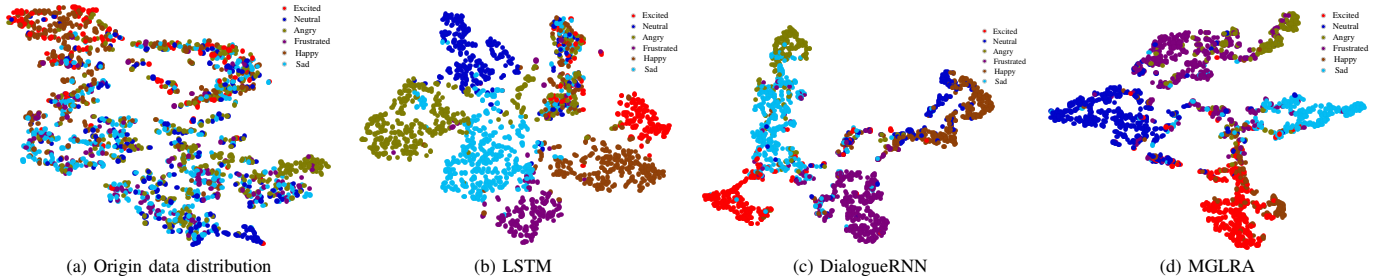 Excited
Neutral
Angry
Frustrated
Happy
Sad
Excited
Neutral
Angry
Frustrated
Happy
Sad
Excited
Neutral
Angry
Frustrated
Happy
Sad
Excited
Neutral
Angry
Frustrated
Happy
Sad
(a) Origin data distribution
(b) LSTM
(c) DialogueRNN
(d) MGLRA